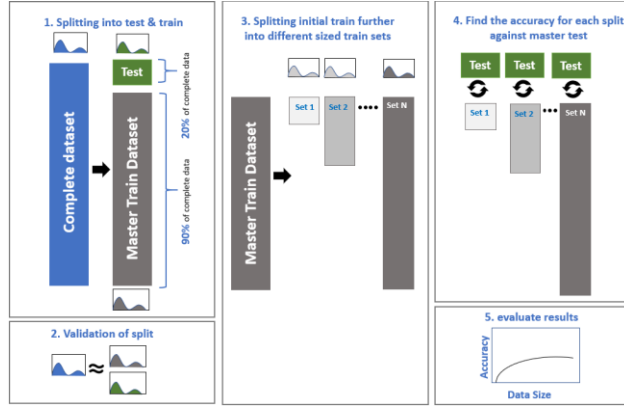 1. Splitting into test & train
Test
20% of complete data
Complete dataset
Master Train Dataset
90% of complete data
2. Validation of split
≈
3. Splitting initial train further
into different sized train sets
Set 1
Set 2
••••
Set N
Master Train Dataset
4. Find the accuracy for each split
against master test
Test
Test
Test
Set 1
Set 2
•••
Set N
5. evaluate results
Accuracy
Data Size